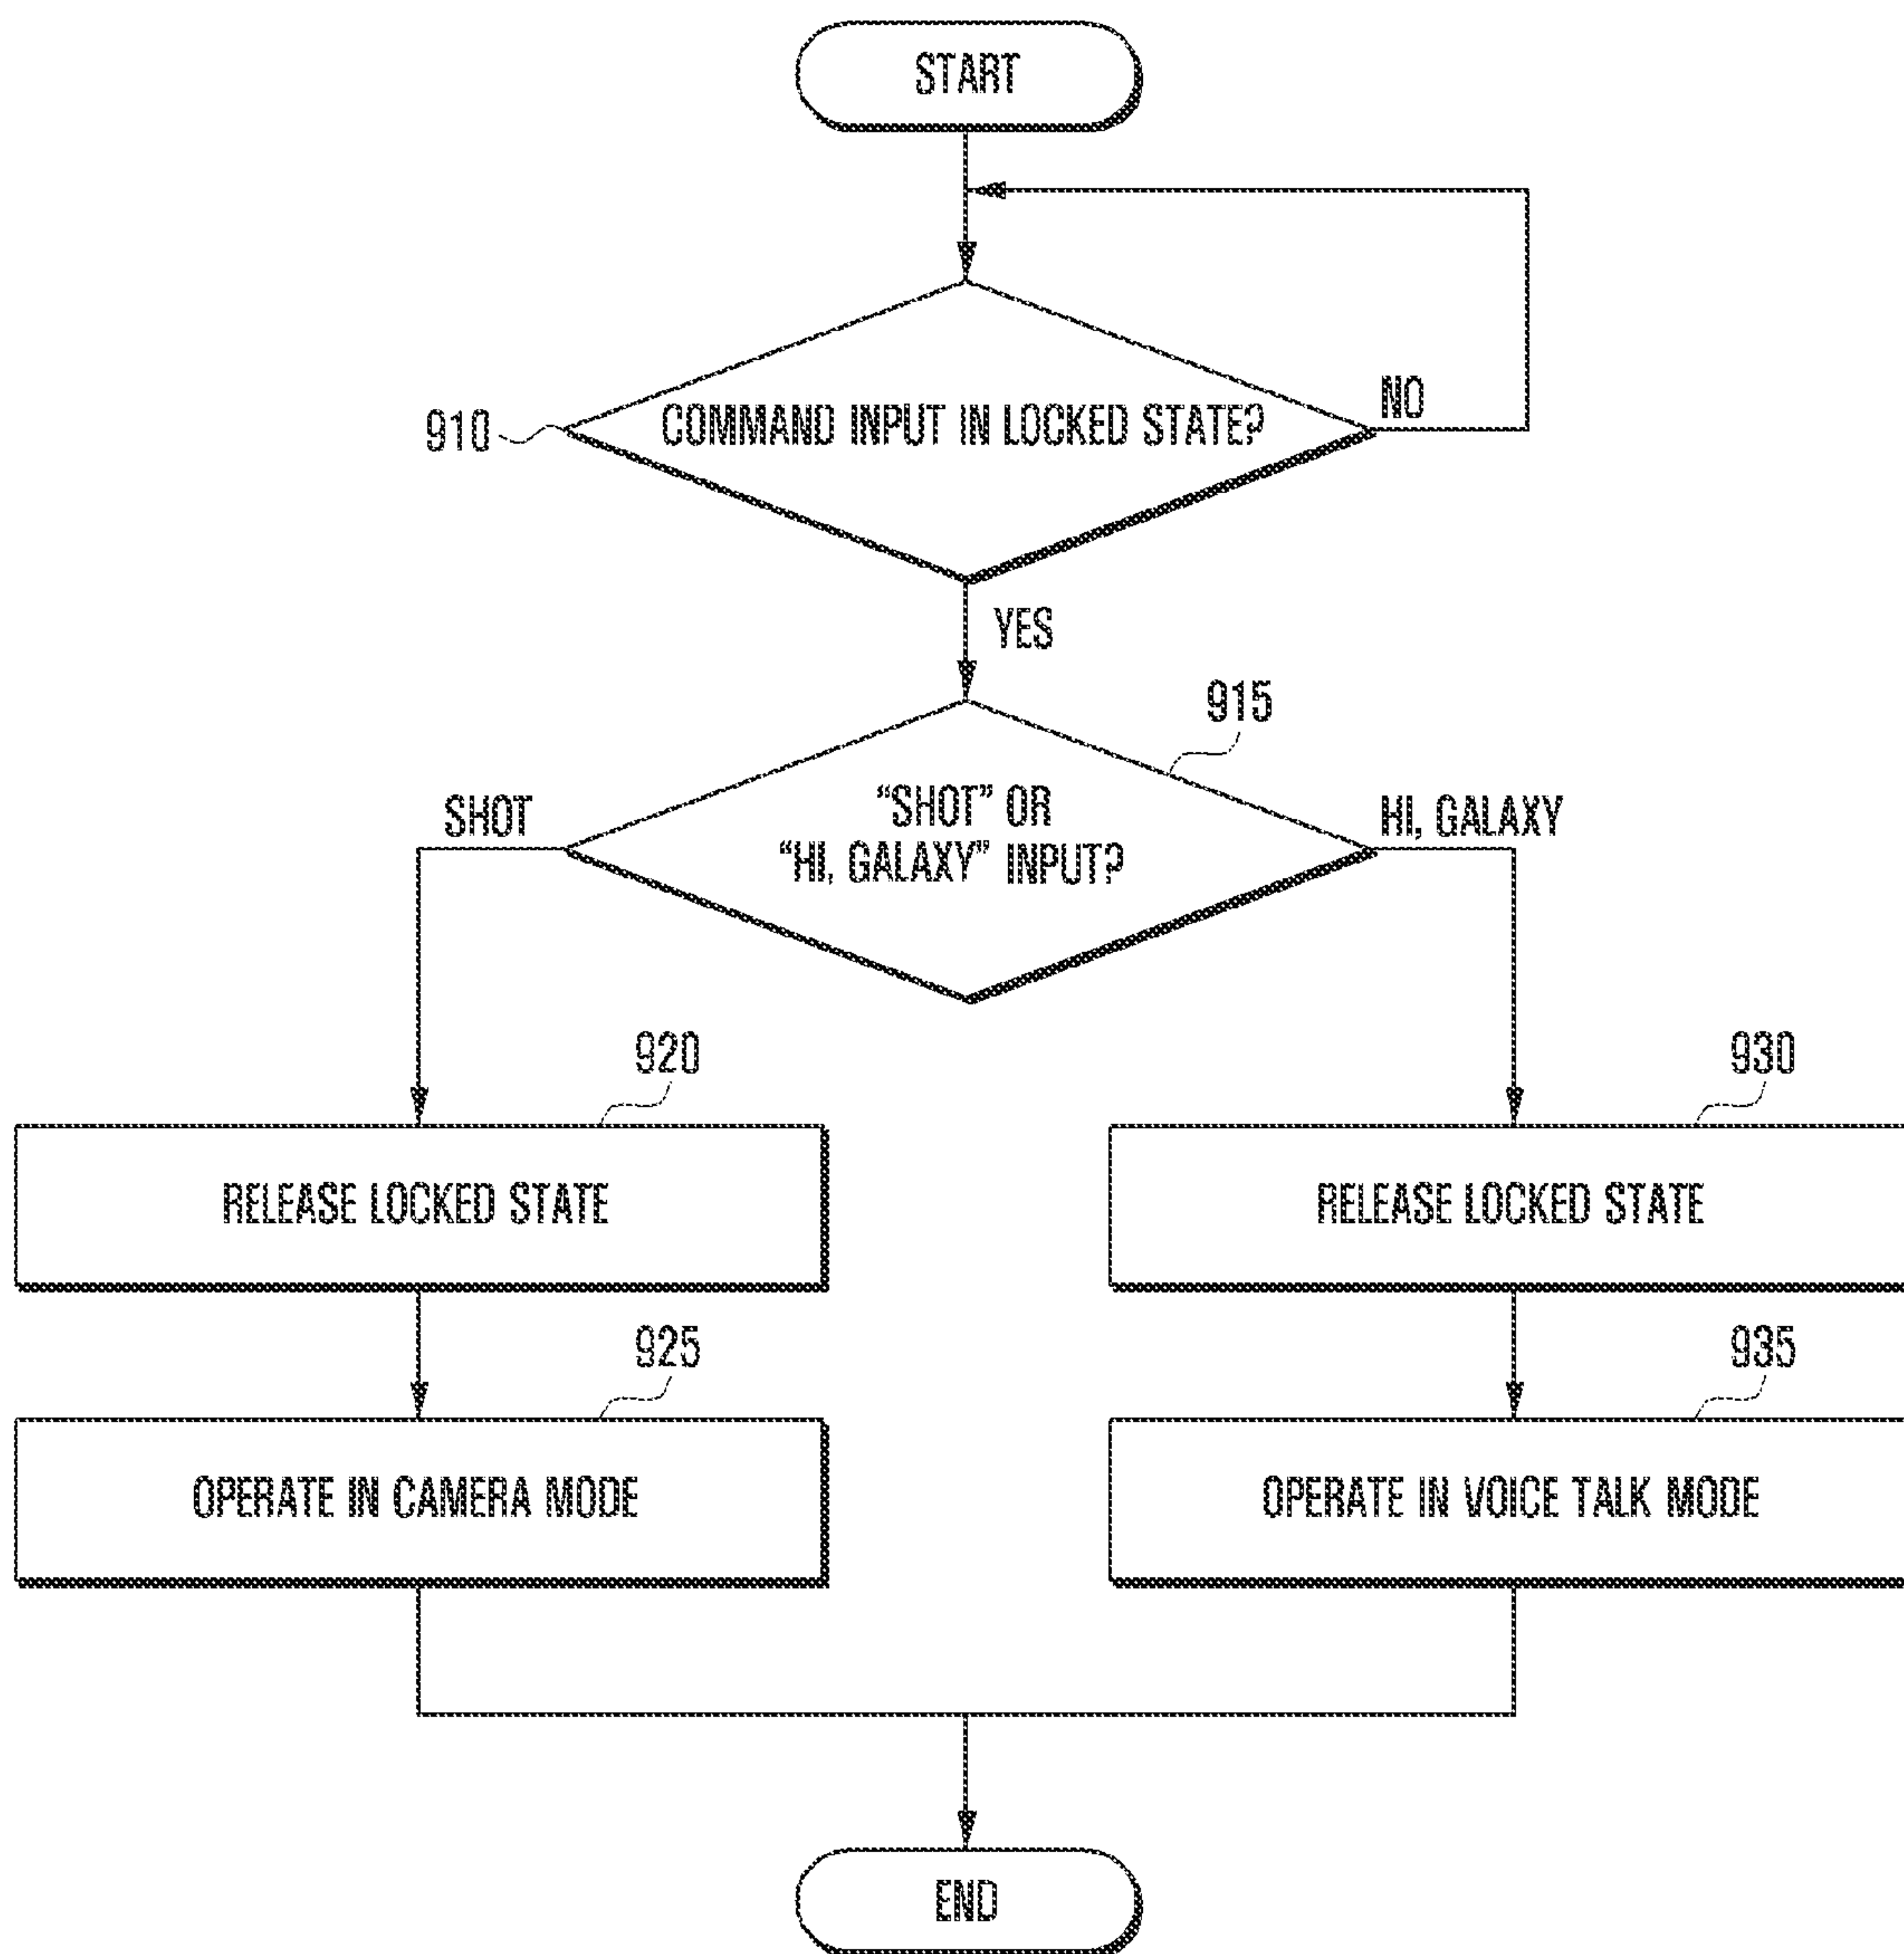 START
910
COMMAND INPUT IN LOCKED STATE?
NO
YES
915
SHOT
“SHOT” OR
“HI, GALAXY” INPUT?
HI, GALAXY
920
RELEASE LOCKED STATE
930
RELEASE LOCKED STATE
925
OPERATE IN CAMERA MODE
935
OPERATE IN VOICE TALK MODE
END